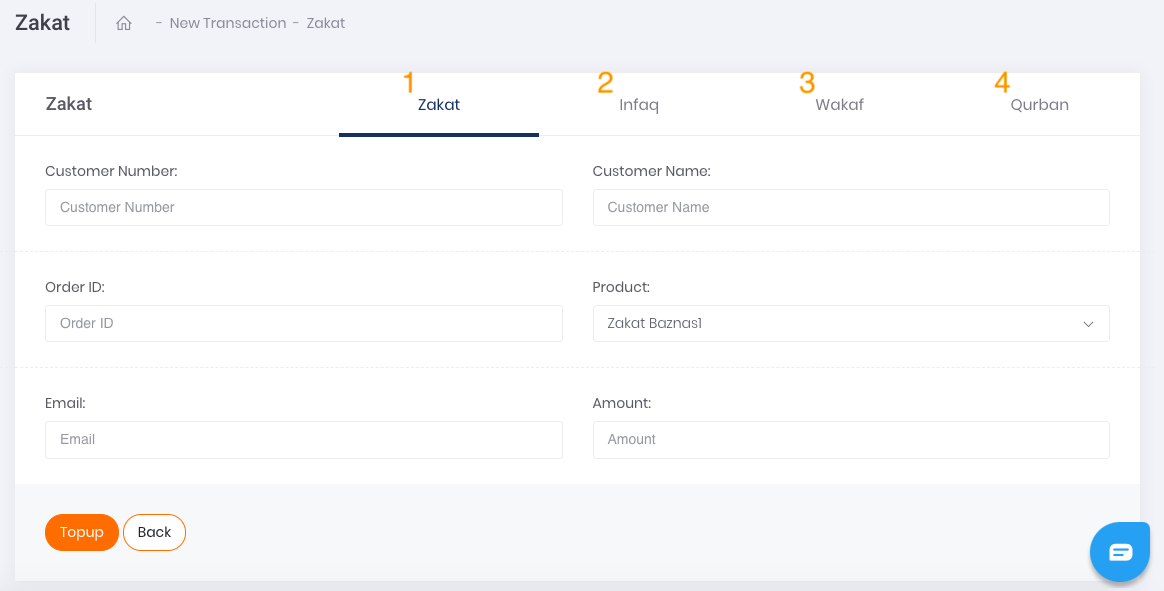 Zakat
- New Transaction - Zakat
1 2 3 4
Zakat Zakat Infaq Wakaf Qurban
Customer Number: Customer Name:
Customer Number Customer Name
Order ID: Product:
Order ID Zakat Baznas1
Email: Amount:
Email Amount
Topup Back